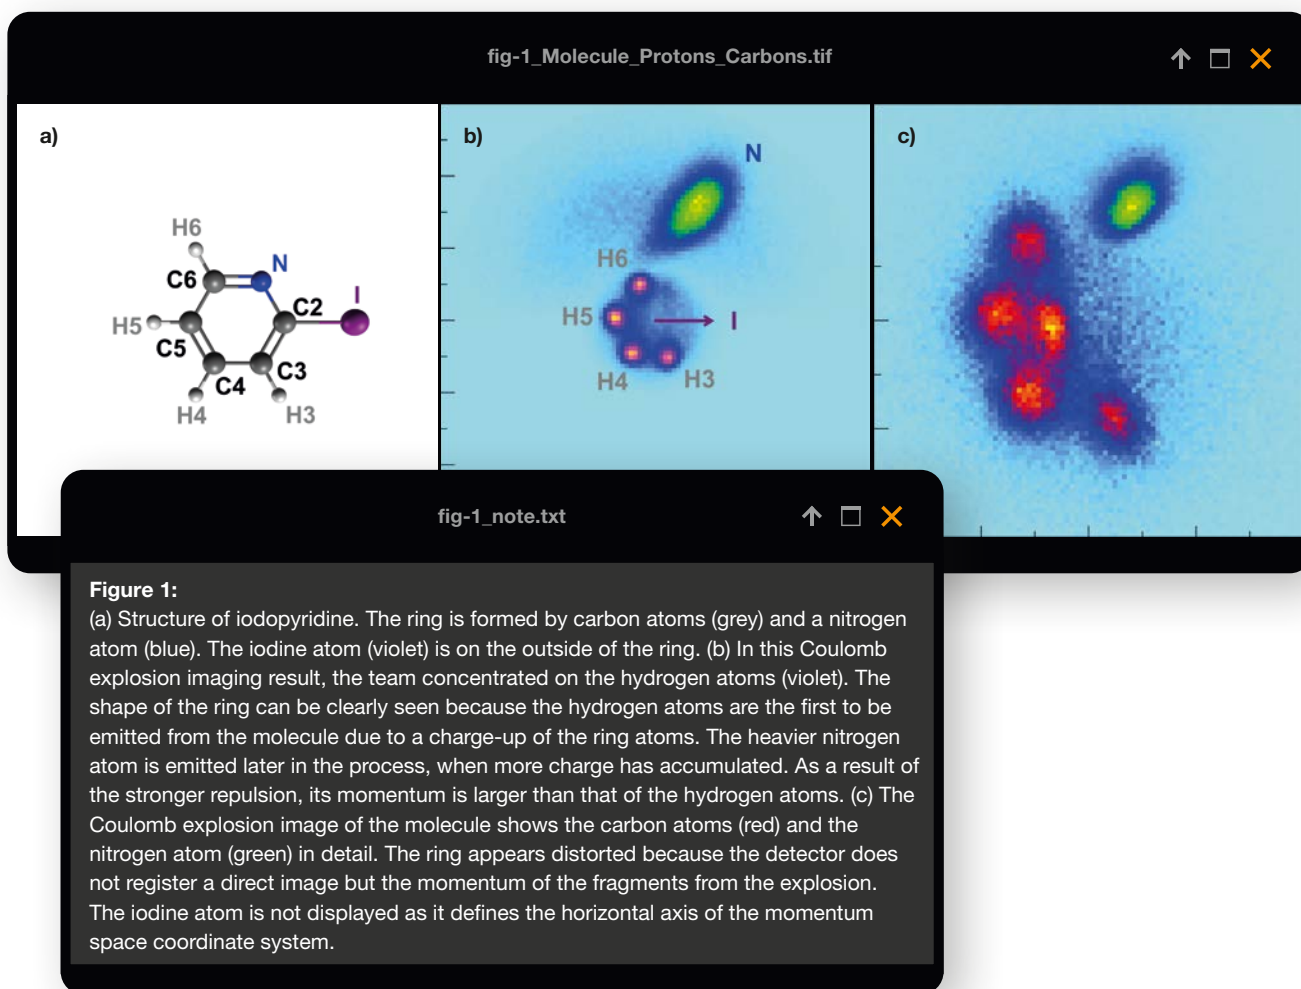 fig-1_Molecule_Protons_Carbons.tif
a)
H6
C6
N
I
C2
H5
C5
C3
C4
H4
H3
b)
N
H6
H5
I
H4
H3
c)
fig-1_note.txt
Figure 1:
(a) Structure of iodopyridine. The ring is formed by carbon atoms (grey) and a nitrogen
atom (blue). The iodine atom (violet) is on the outside of the ring. (b) In this Coulomb
explosion imaging result, the team concentrated on the hydrogen atoms (violet). The
shape of the ring can be clearly seen because the hydrogen atoms are the first to be
emitted from the molecule due to a charge-up of the ring atoms. The heavier nitrogen
atom is emitted later in the process, when more charge has accumulated. As a result of
the stronger repulsion, its momentum is larger than that of the hydrogen atoms. (c) The
Coulomb explosion image of the molecule shows the carbon atoms (red) and the
nitrogen atom (green) in detail. The ring appears distorted because the detector does
not register a direct image but the momentum of the fragments from the explosion.
The iodine atom is not displayed as it defines the horizontal axis of the momentum
space coordinate system.